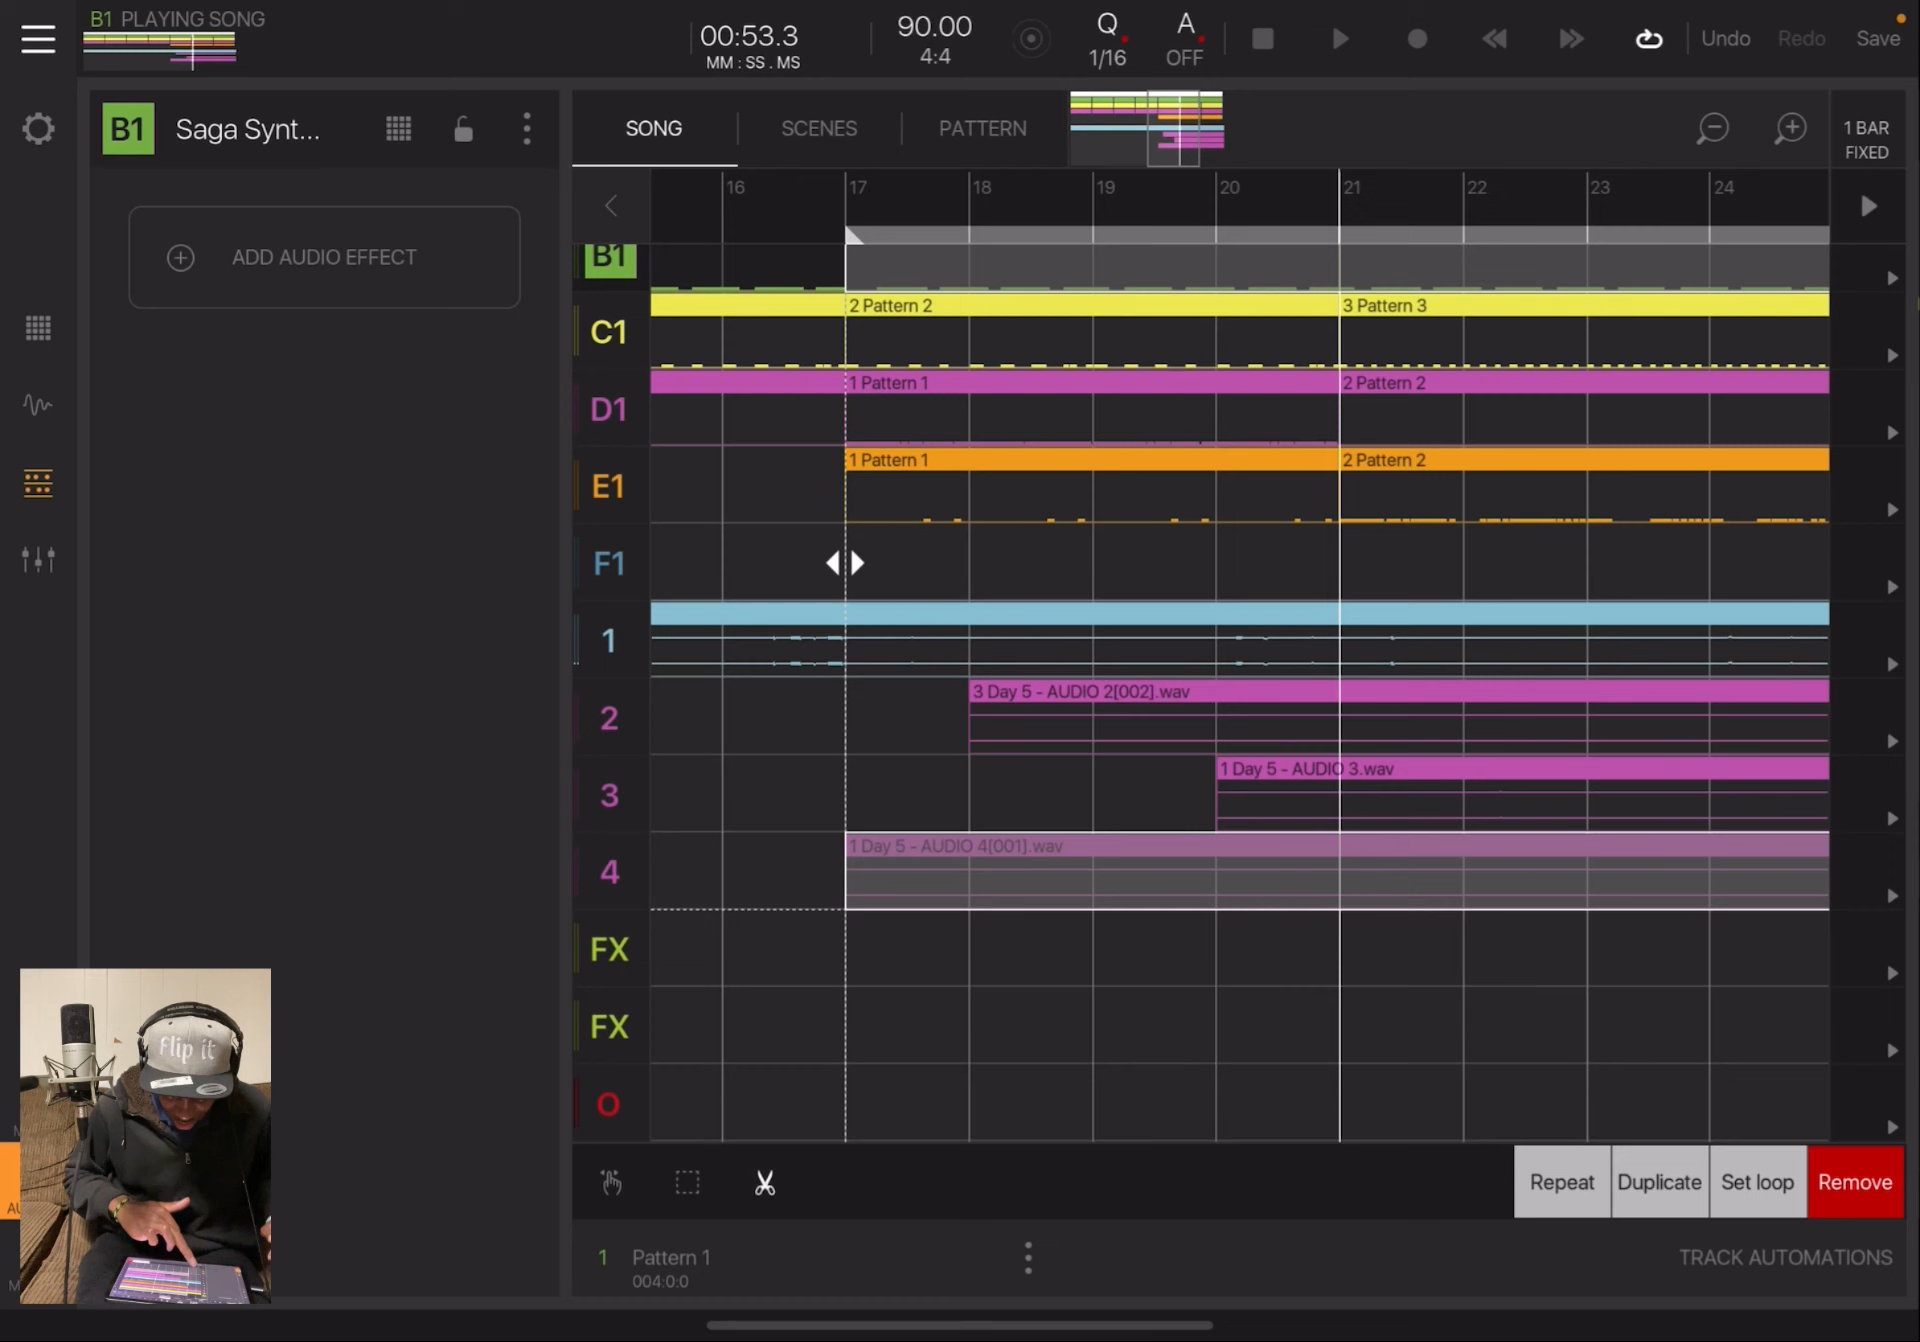 B1 PLAYING SONG
00:53.3
MM : SS . MS
90.00
4:4
Q
1/16
A
OFF
Undo
Redo
Save
B1
Saga Synt...
SONG
SCENES
PATTERN
1 BAR
FIXED
ADD AUDIO EFFECT
16
17
18
19
20
21
22
23
24
B1
C1
2 Pattern 2
3 Pattern 3
D1
1 Pattern 1
2 Pattern 2
E1
1 Pattern 1
2 Pattern 2
F1
1
2
3 Day 5 - AUDIO 2[002].wav
3
1 Day 5 - AUDIO 3.wav
4
1 Day 5 - AUDIO 4[001].wav
FX
FX
O
flip it
Repeat
Duplicate
Set loop
Remove
1 Pattern 1
004:0:0
TRACK AUTOMATIONS